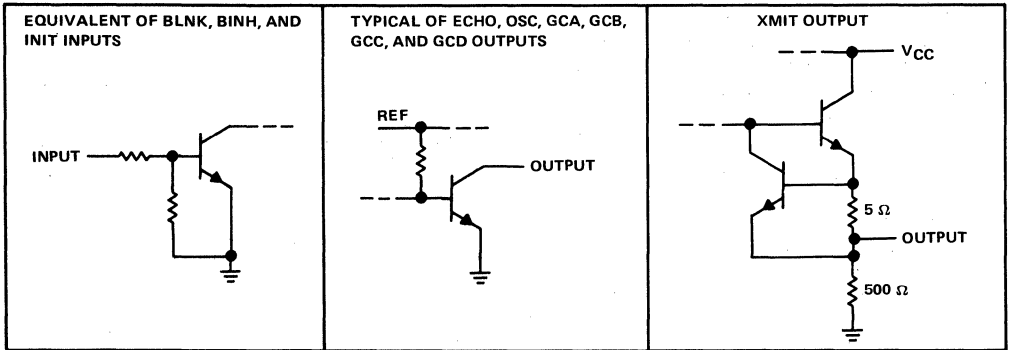 EQUIVALENT OF BLNK, BINH, AND
INIT INPUTS
INPUT
TYPICAL OF ECHO, OSC, GCA, GCB,
GCC, AND GCD OUTPUTS
REF
OUTPUT
XMIT OUTPUT
VCC
5 Ω
OUTPUT
500 Ω